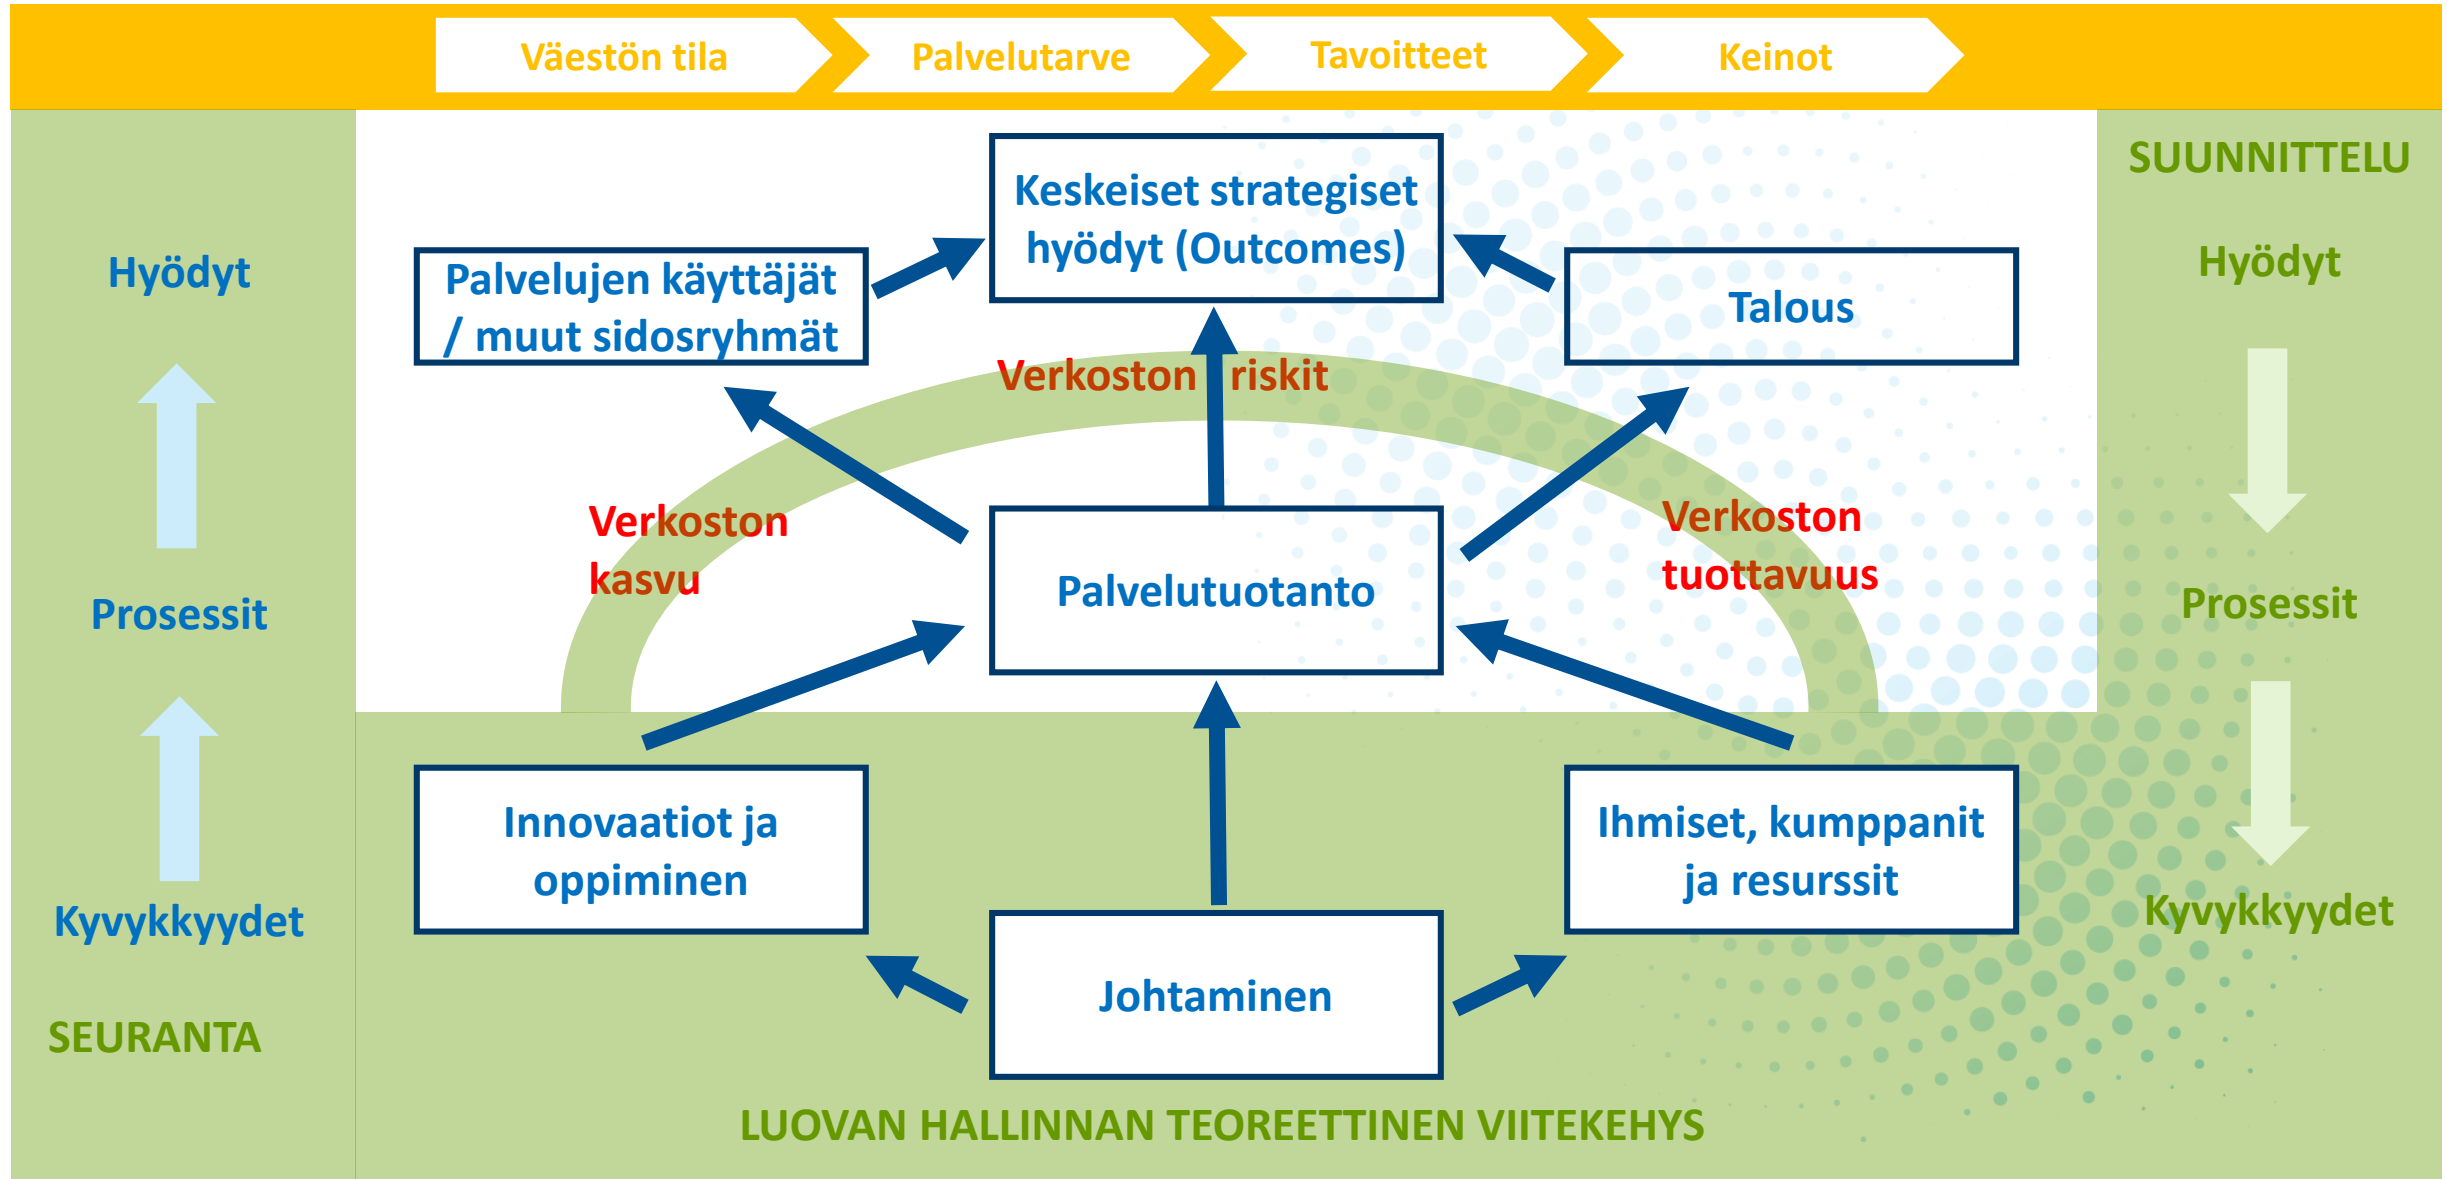 Väestön tila
Palvelutarve
Tavoitteet
Keinot
SUUNNITTELU
Keskeiset strategiset
hyödyt (Outcomes)
Hyödyt
Palvelujen käyttäjät
/ muut sidosryhmät
Talous
Hyödyt
Verkoston riskit
Verkoston
kasvu
Verkoston
tuottavuus
Prosessit
Palvelutuotanto
Prosessit
Innovaatiot ja
oppiminen
Ihmiset, kumppanit
ja resurssit
Kyvykkyydet
Kyvykkyydet
Johtaminen
SEURANTA
LUOVAN HALLINNAN TEOREETTINEN VIITEKEHYS